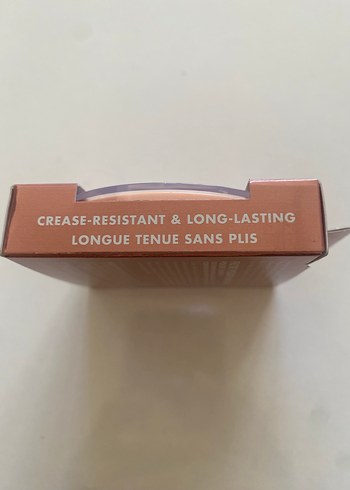 CREASE-RESISTANT & LONG-LASTING
LONGUE TENUE SANS PLIS